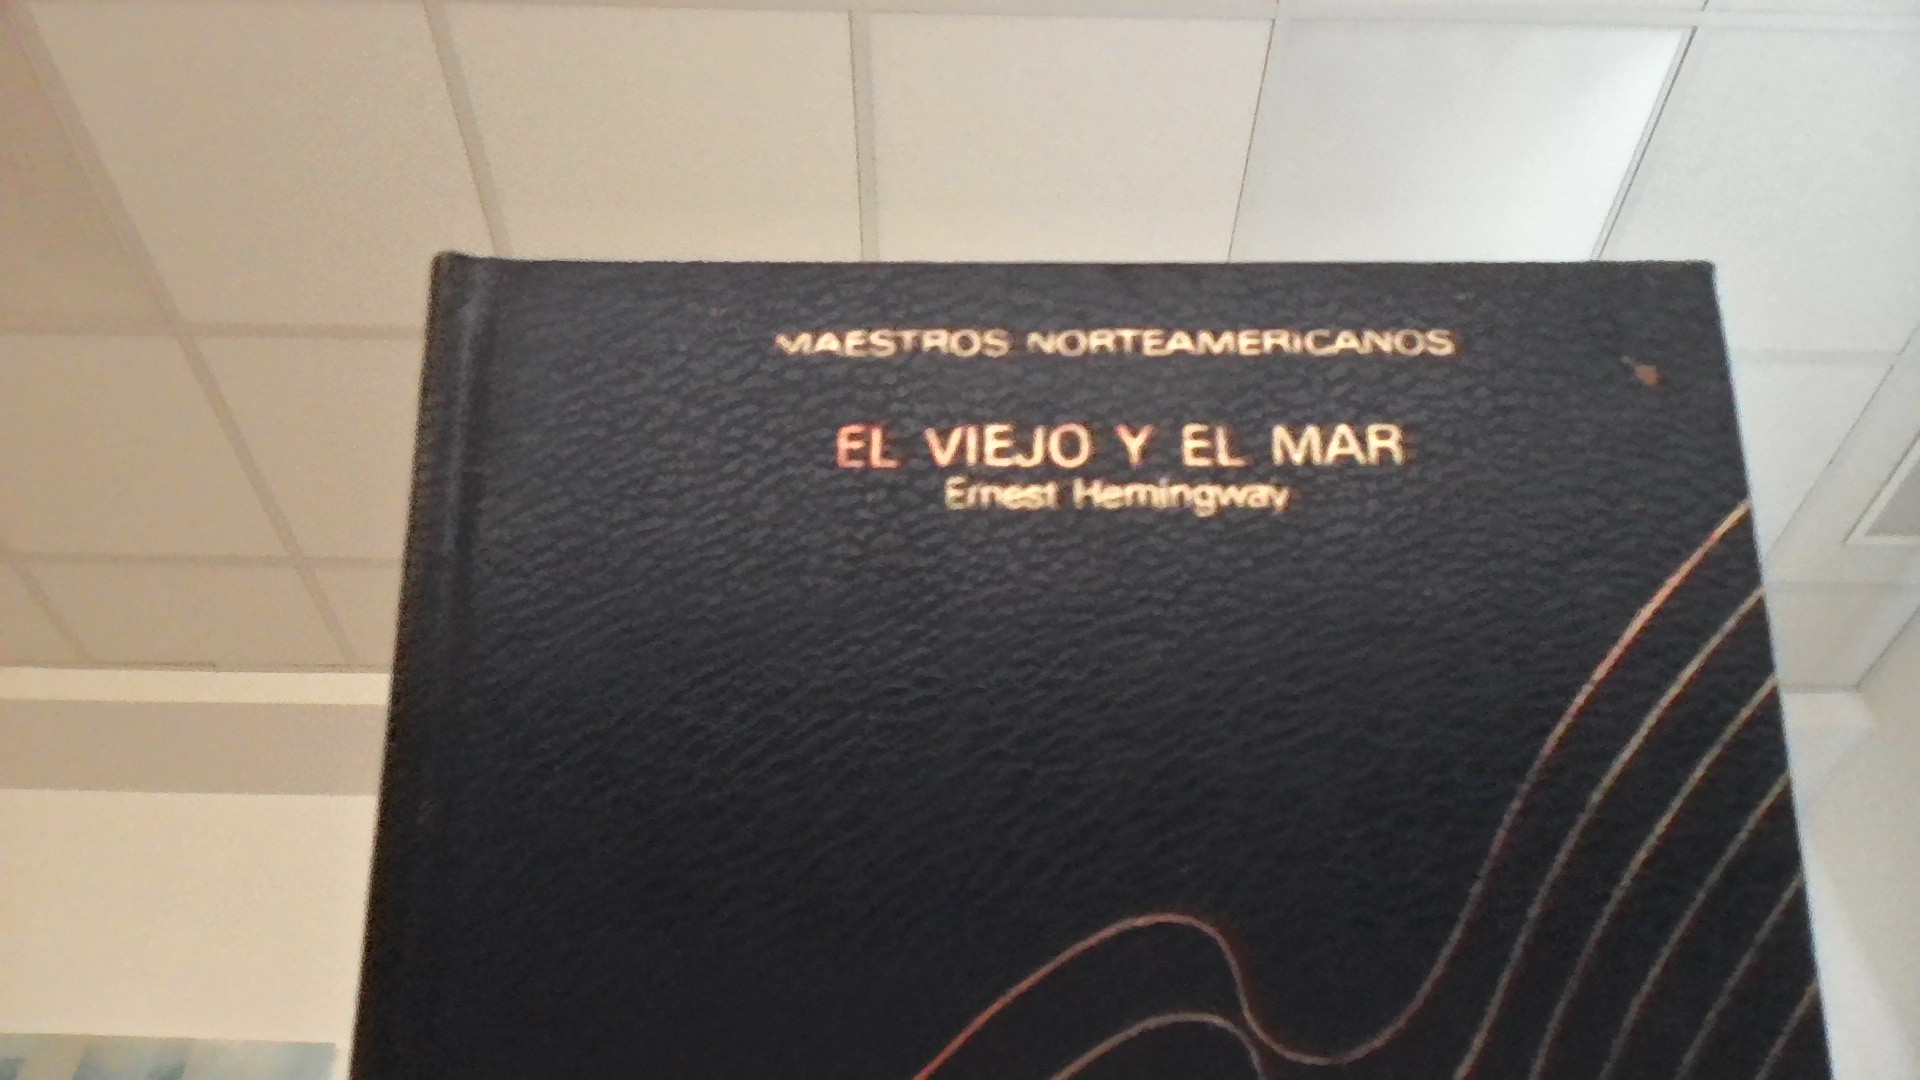 MAESTROS NORTEAMERICANOS
EL VIEJO Y EL MAR
Ernest Hemingway